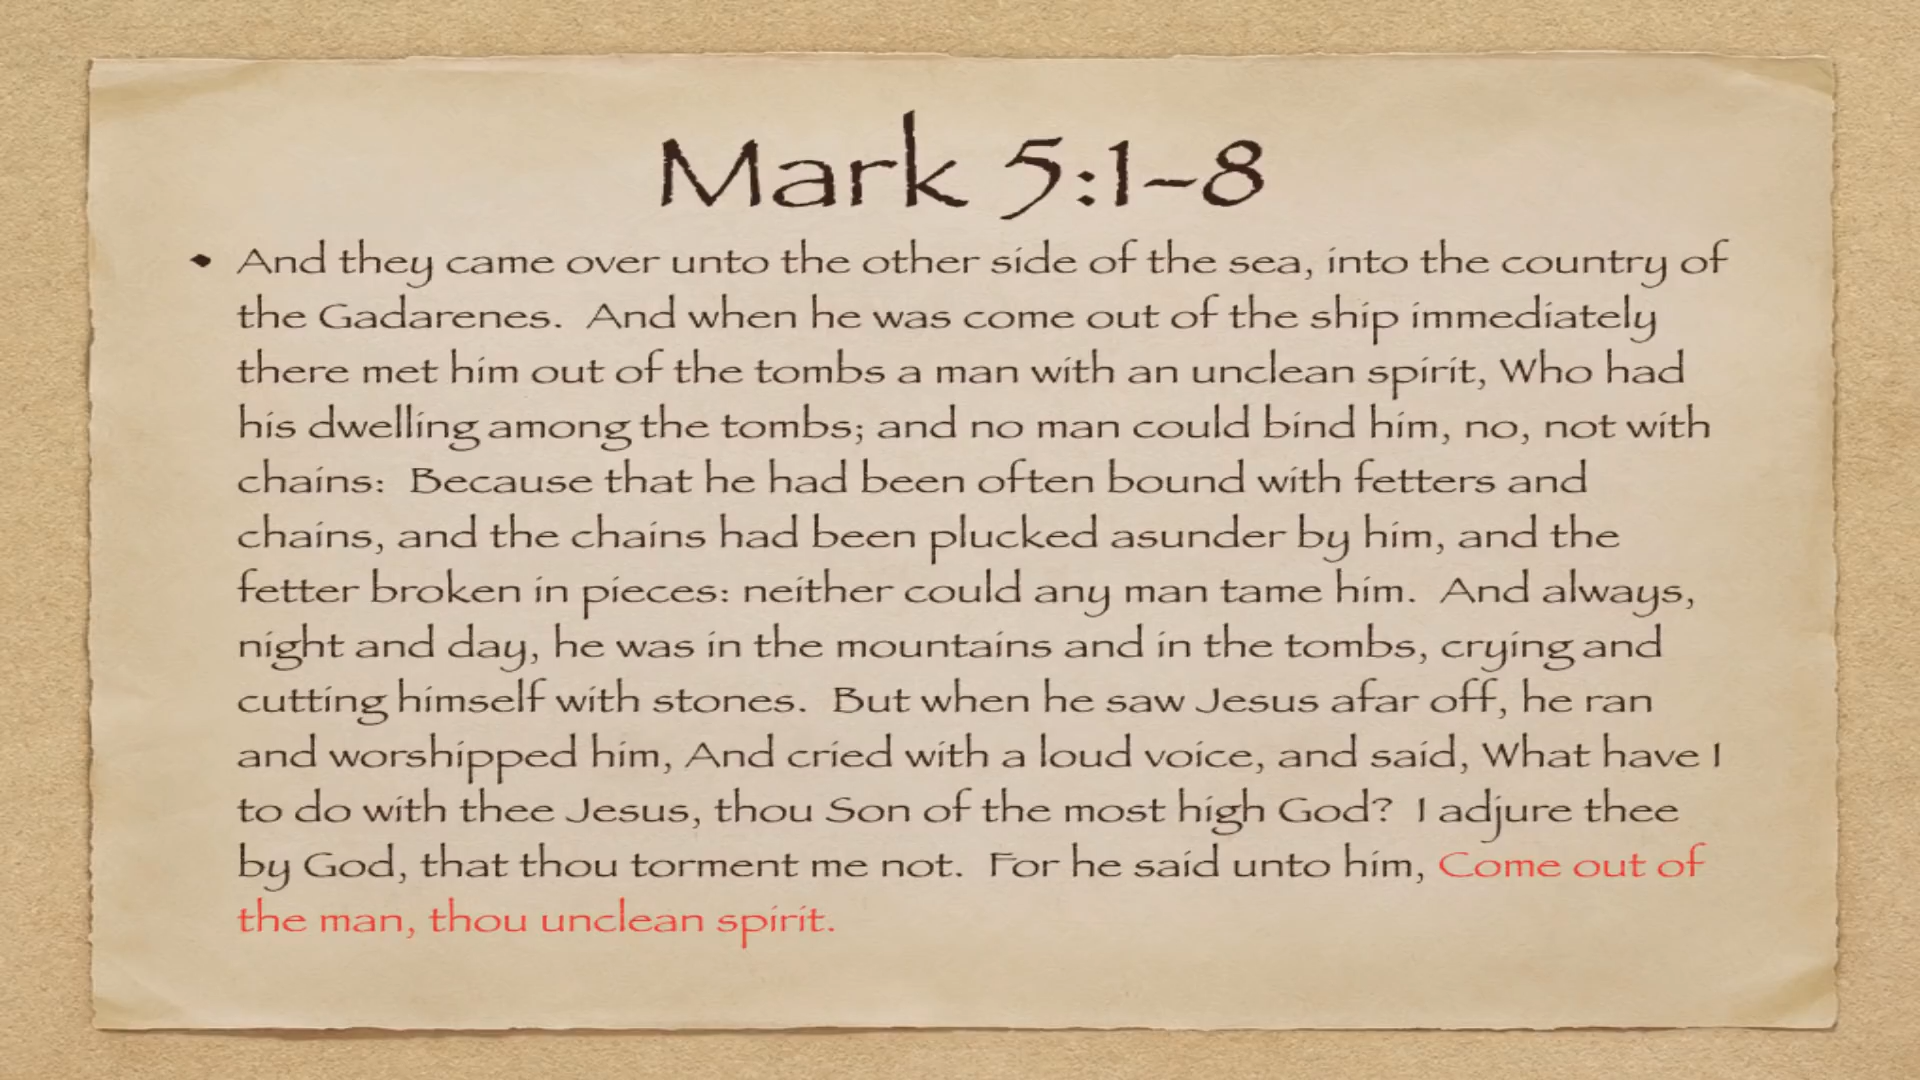 Mark 5:1-8
• And they came over unto the other side of the sea, into the country of
the Gadarenes.  And when he was come out of the ship immediately
there met him out of the tombs a man with an unclean spirit, Who had
his dwelling among the tombs; and no man could bind him, no, not with
chains:  Because that he had been often bound with fetters and
chains, and the chains had been plucked asunder by him, and the
fetter broken in pieces: neither could any man tame him.  And always,
night and day, he was in the mountains and in the tombs, crying and
cutting himself with stones.  But when he saw Jesus afar off, he ran
and worshipped him, And cried with a loud voice, and said, What have I
to do with thee Jesus, thou Son of the most high God?  I adjure thee
by God, that thou torment me not.  For he said unto him, Come out of
the man, thou unclean spirit.